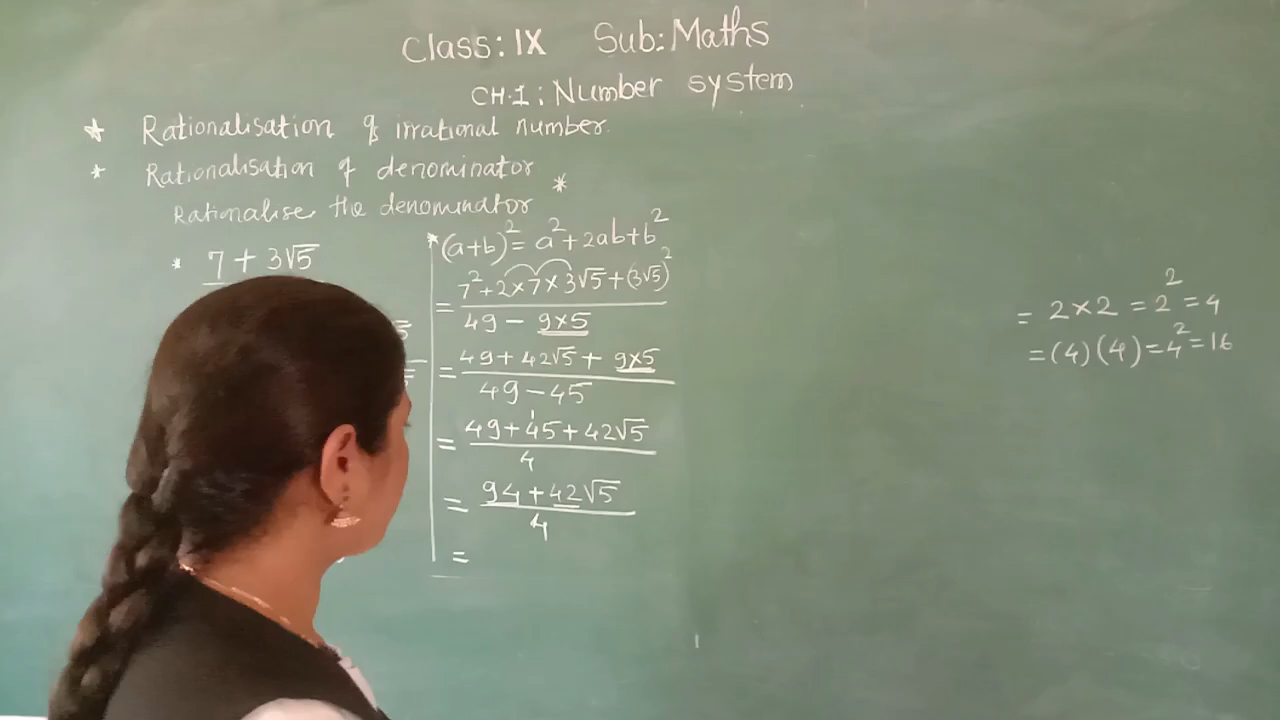 Class: IX Sub: Maths
CH.1: Number system
* Rationalisation of irrational number.
* Rationalisation of denominator
Rationalise the denominator *
* 7 + 3√5
* (a+b)² = a² + 2ab + b²
= 7² + 2×7×3√5 + (3√5)²
49 − 9×5
= 49 + 42√5 + 9×5
49 − 45
= 49 + 45 + 42√5
4
= 94 + 42√5
4
=
= 2×2 = 2² = 4
= (4)(4) = 4² = 16